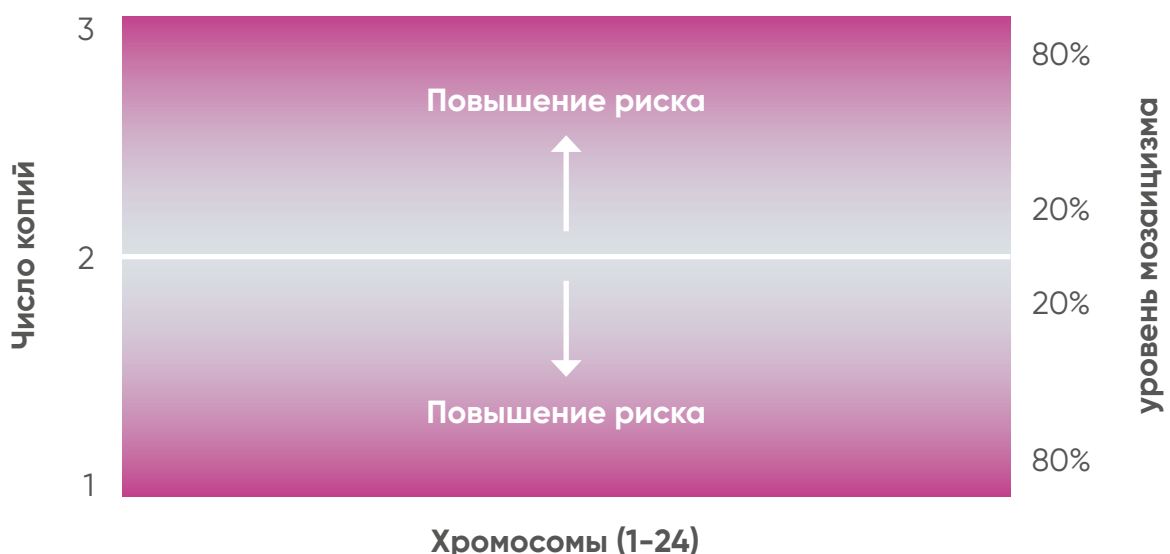 3
80%
Повышение риска
20%
Число копий
2
уровень мозаицизма
20%
Повышение риска
80%
1
Хромосомы (1-24)